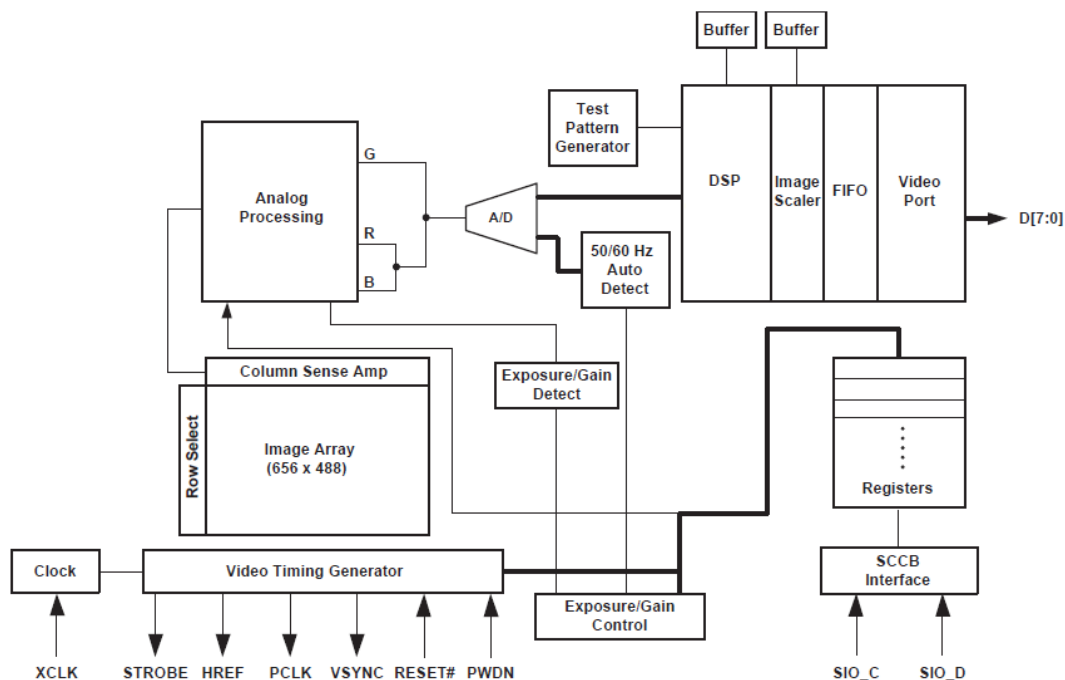 Buffer
Buffer
Test
Pattern
Generator
DSP
Image
Scaler
FIFO
Video
Port
D[7:0]
Analog
Processing
G
R
B
A/D
50/60 Hz
Auto
Detect
Column Sense Amp
Row Select
Image Array
(656 x 488)
Exposure/Gain
Detect
Registers
Clock
Video Timing Generator
Exposure/Gain
Control
SCCB
Interface
XCLK
STROBE
HREF
PCLK
VSYNC
RESET#
PWDN
SIO_C
SIO_D